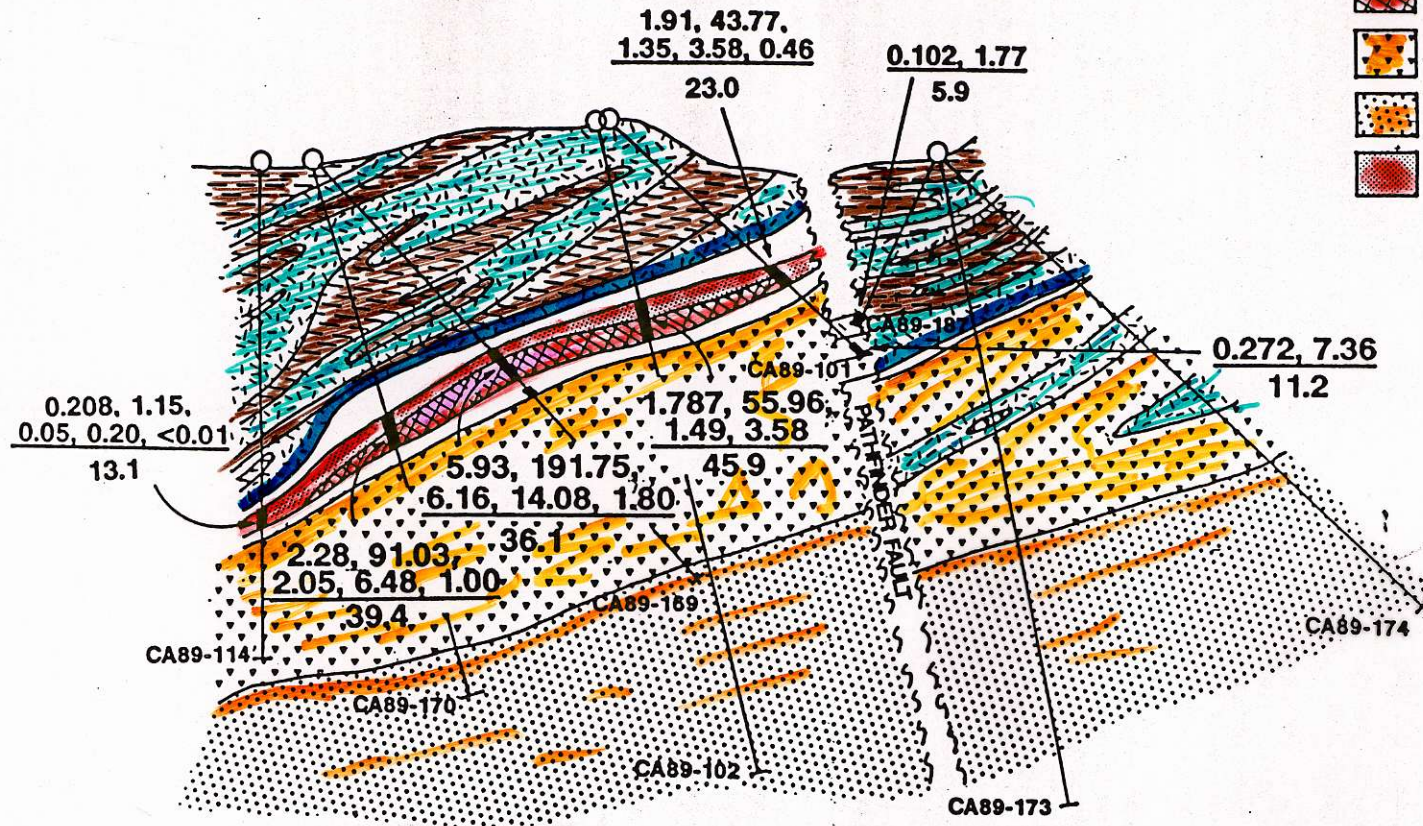 1.91, 43.77,
1.35, 3.58, 0.46
23.0
0.102, 1.77
5.9
CA89-187
CA89-101
0.272, 7.36
11.2
0.208, 1.15,
0.05, 0.20, <0.01
13.1
1.787, 55.96,
1.49, 3.58
45.9
5.93, 191.75,
6.16, 14.08, 1.80
36.1
PATHFINDER FAULT
2.28, 91.03,
2.05, 6.48, 1.00
39.4
CA89-169
CA89-174
CA89-114
CA89-170
CA89-102
CA89-173